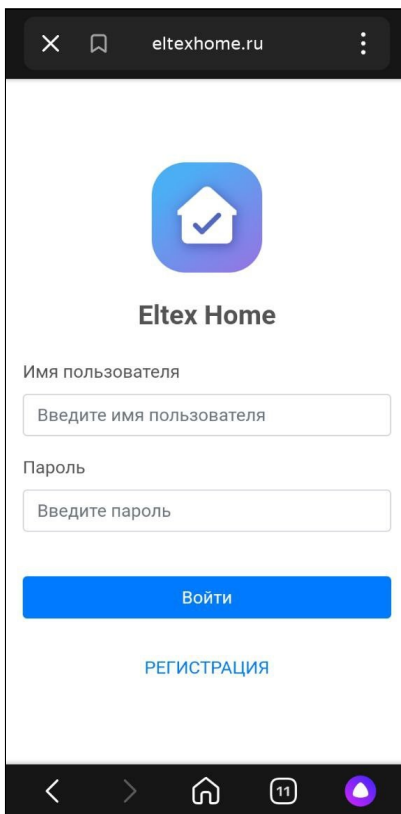 eltexhome.ru
Eltex Home
Имя пользователя
Введите имя пользователя
Пароль
Введите пароль
Войти
РЕГИСТРАЦИЯ
11